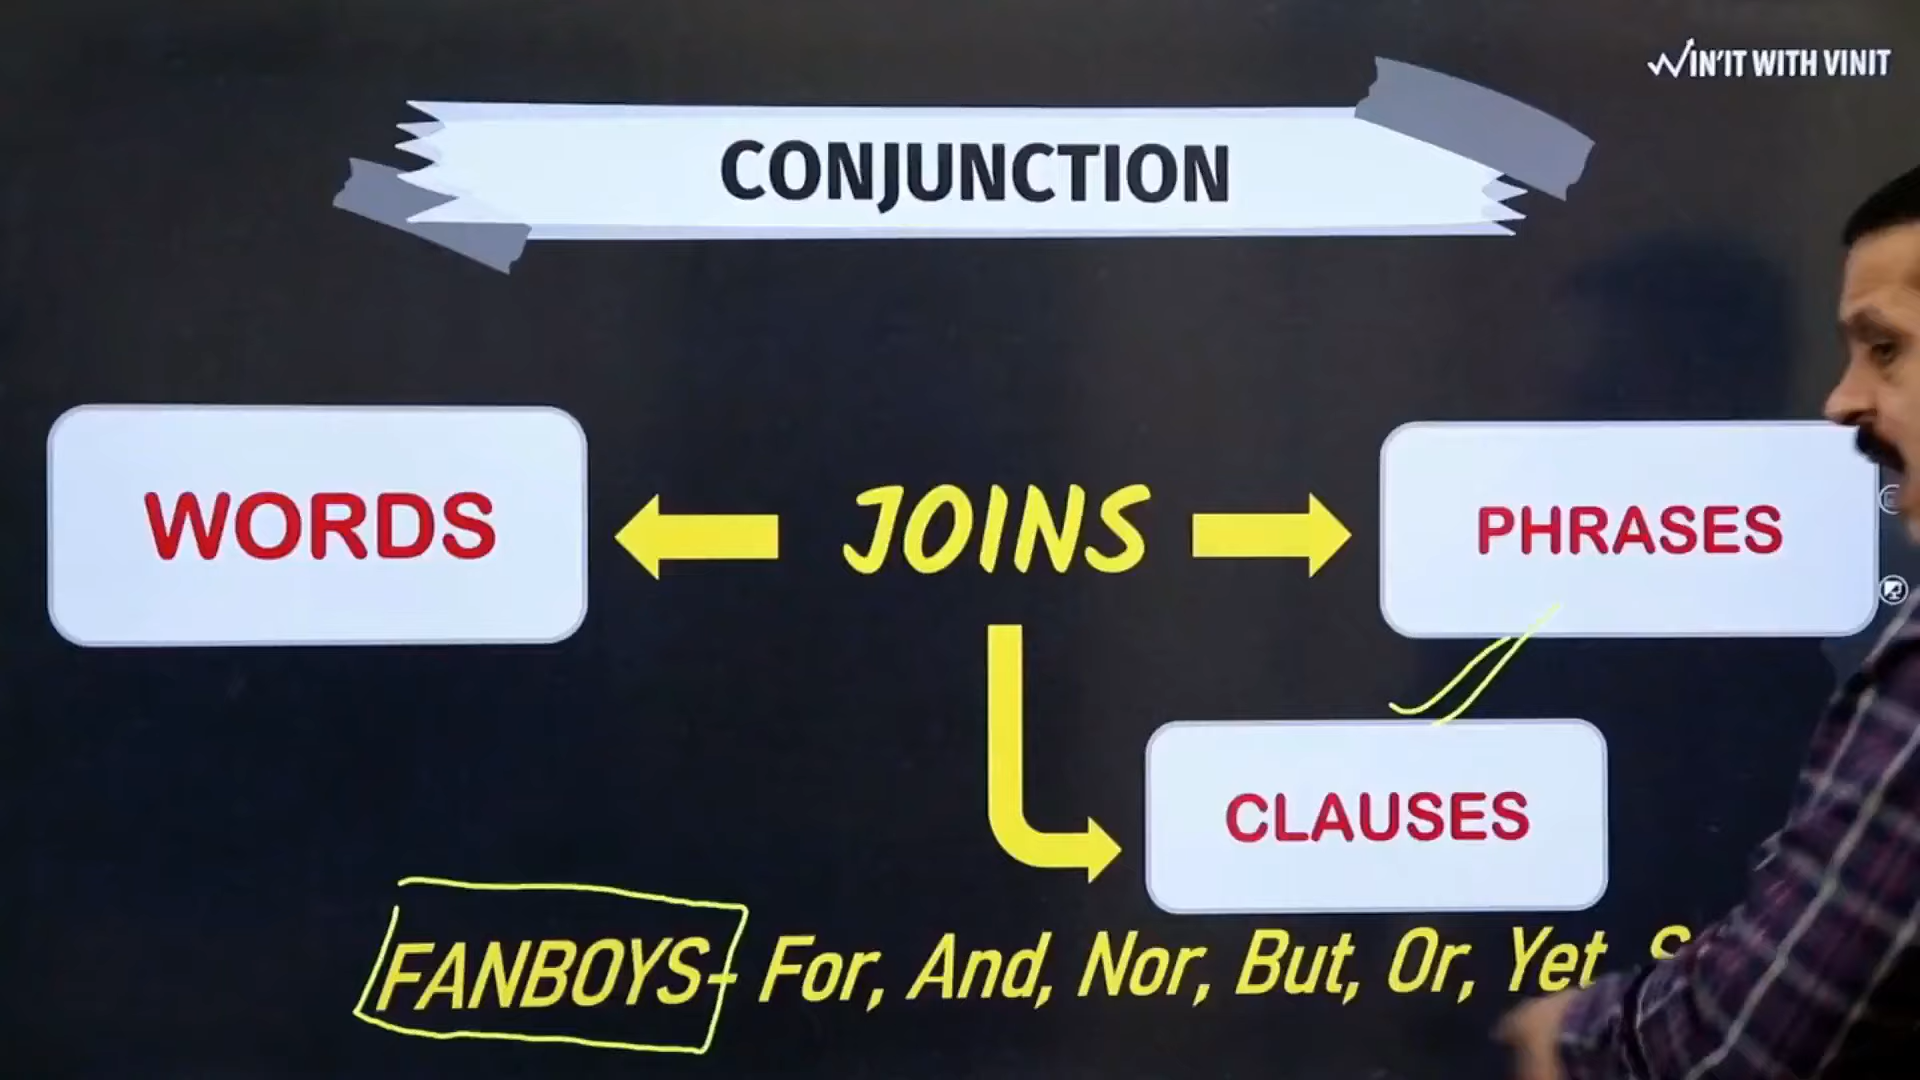 WIN'IT WITH VINIT
CONJUNCTION
WORDS
JOINS
PHRASES
CLAUSES
FANBOYS- For, And, Nor, But, Or, Yet